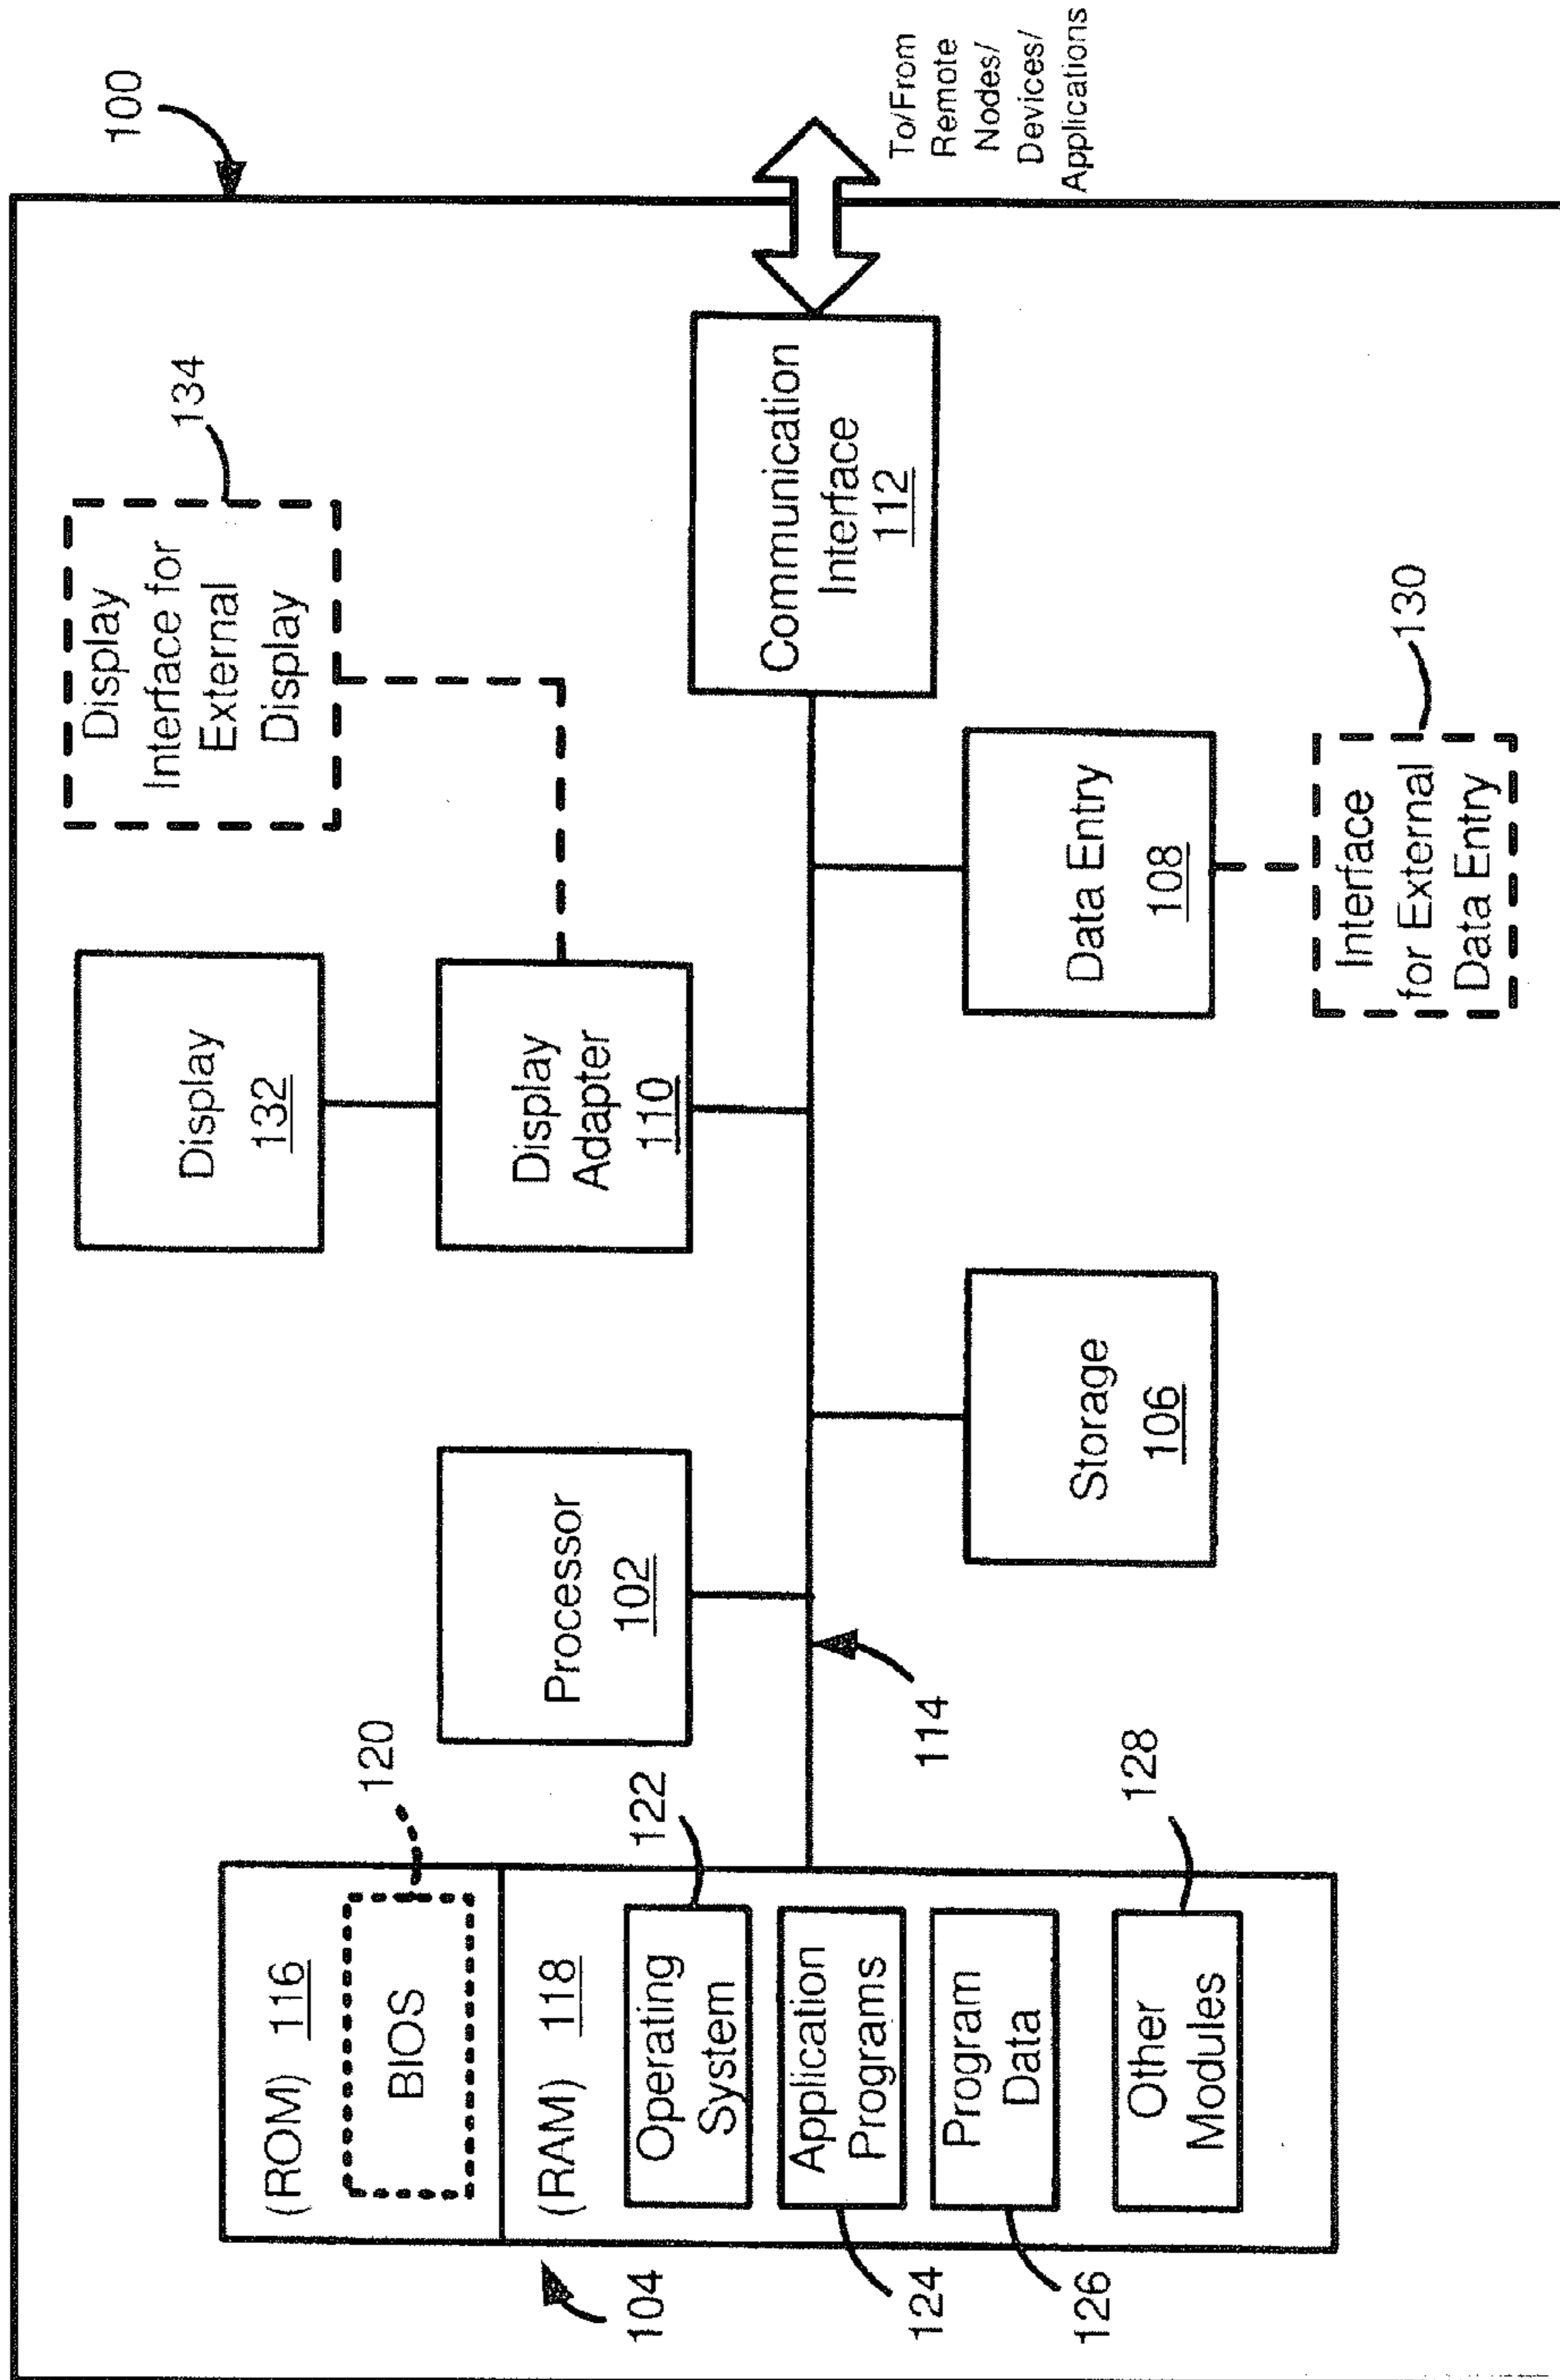 100
(ROM) 116
BIOS
120
104
(RAM) 118
Operating
System
122
Application
Programs
124
Program
Data
126
Other
Modules
128
Processor
102
114
Storage
106
Display
132
Display
Adapter
110
Display
Interface for
External
Display
134
Communication
Interface
112
To/From
Remote
Nodes/
Devices/
Applications
Data Entry
108
Interface
for External
Data Entry
130